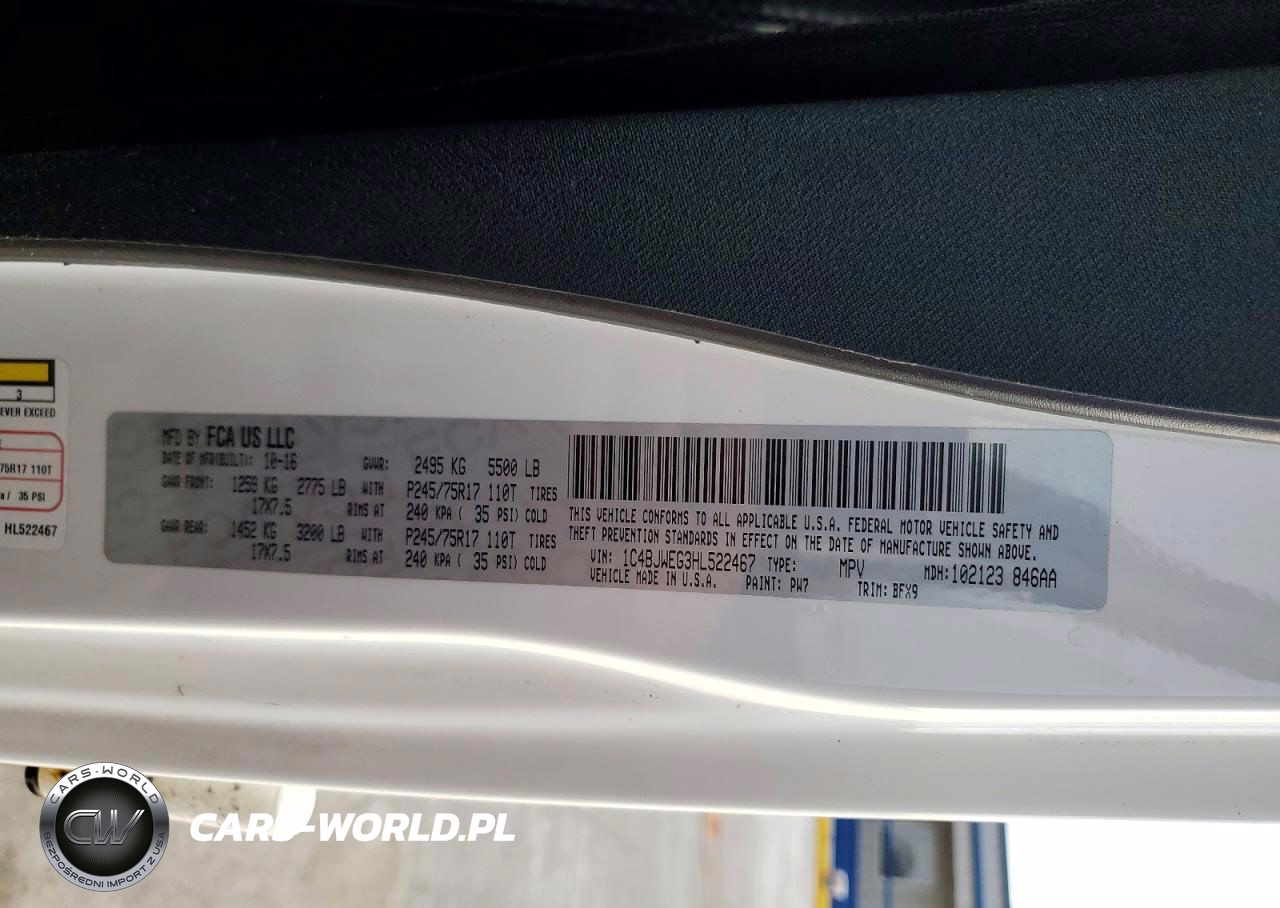 3
EVER EXCEED
75R17 110T
/ 35 PSI
HL522467
MFD BY FCA US LLC
DATE OF MFR(BUILT): 10-16 GVWR: 2495 KG 5500 LB
GAWR FRONT: 1259 KG 2775 LB WITH P245/75R17 110T TIRES
17X7.5 RIMS AT 240 KPA ( 35 PSI) COLD
GAWR REAR: 1452 KG 3200 LB WITH P245/75R17 110T TIRES
17X7.5 RIMS AT 240 KPA ( 35 PSI) COLD
THIS VEHICLE CONFORMS TO ALL APPLICABLE U.S.A. FEDERAL MOTOR VEHICLE SAFETY AND
THEFT PREVENTION STANDARDS IN EFFECT ON THE DATE OF MANUFACTURE SHOWN ABOVE.
VIN: 1C4BJWEG3HL522467 TYPE: MPV MDH: 102123 846AA
VEHICLE MADE IN U.S.A. PAINT: PW7 TRIM: BFX9
CARS-WORLD
CW
BEZPOŚREDNI IMPORT Z USA
CARS-WORLD.PL